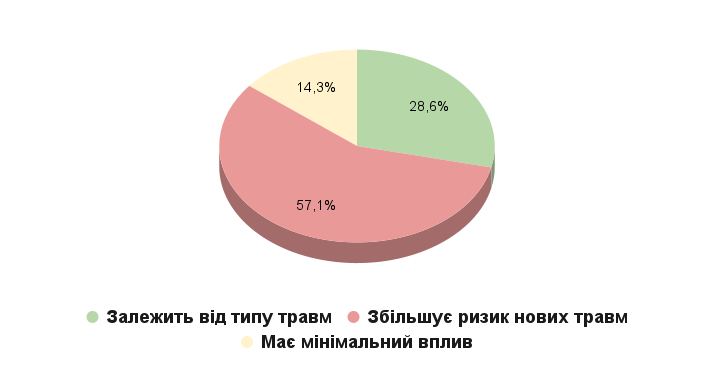 14,3%
28,6%
57,1%
Залежить від типу травм
Збільшує ризик нових травм
Має мінімальний вплив